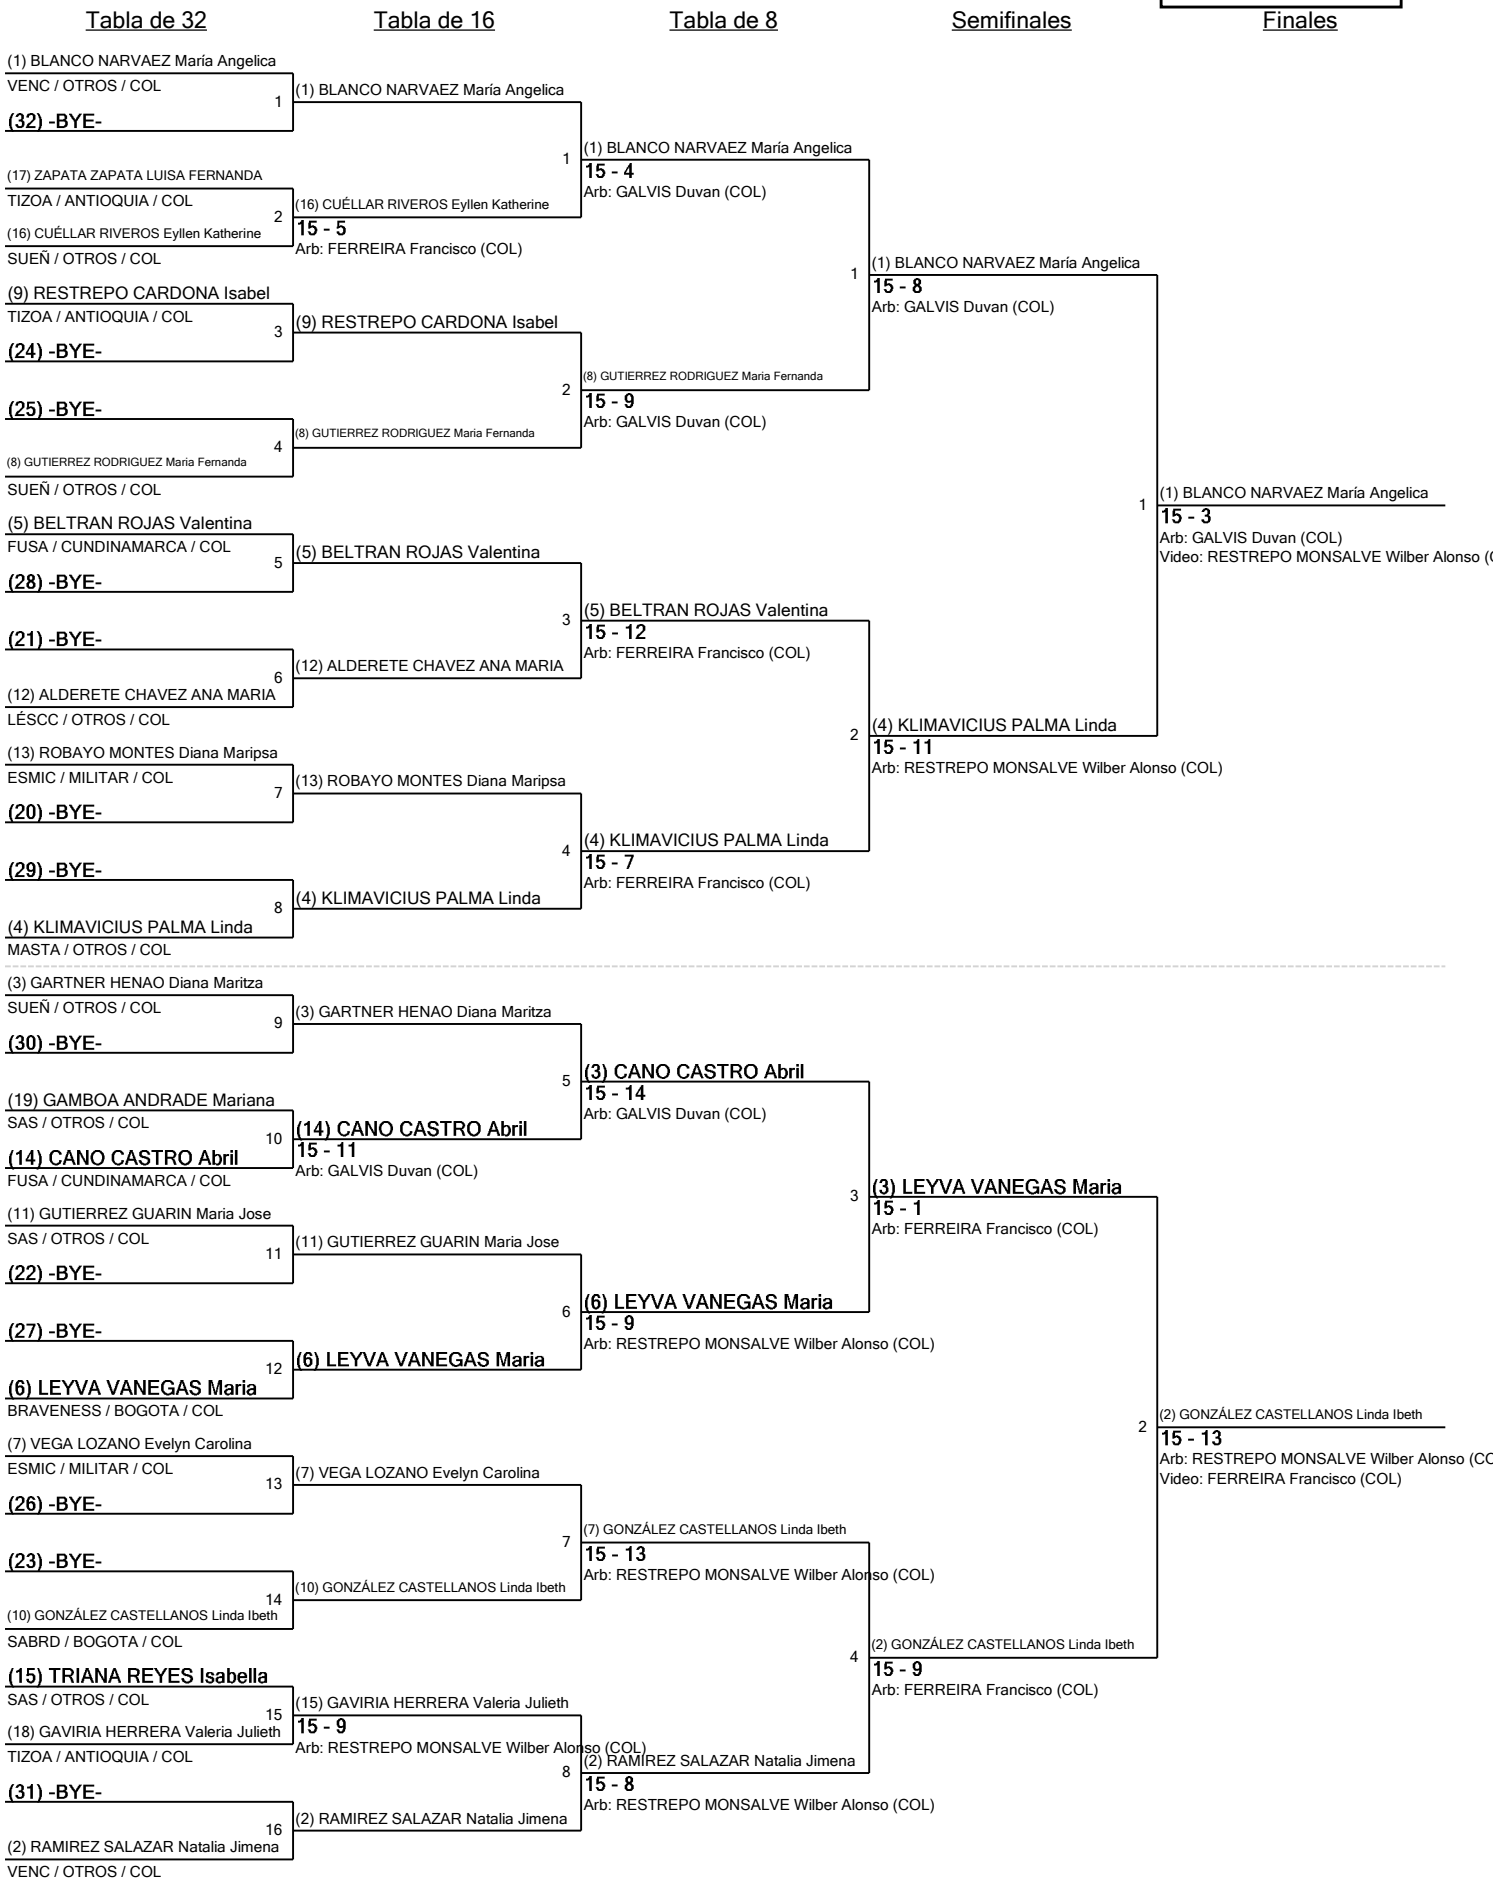 Tabla de 32
Tabla de 16
Tabla de 8
Semifinales
Finales
(1) BLANCO NARVAEZ María Angelica
VENC / OTROS / COL
1
(32) -BYE-
(17) ZAPATA ZAPATA LUISA FERNANDA
TIZOA / ANTIOQUIA / COL
2
(16) CUÉLLAR RIVEROS Eyllen Katherine
SUEÑ / OTROS / COL
(9) RESTREPO CARDONA Isabel
TIZOA / ANTIOQUIA / COL
3
(24) -BYE-
(25) -BYE-
4
(8) GUTIERREZ RODRIGUEZ Maria Fernanda
SUEÑ / OTROS / COL
(5) BELTRAN ROJAS Valentina
FUSA / CUNDINAMARCA / COL
5
(28) -BYE-
(21) -BYE-
6
(12) ALDERETE CHAVEZ ANA MARIA
LÉSCC / OTROS / COL
(13) ROBAYO MONTES Diana Maripsa
ESMIC / MILITAR / COL
7
(20) -BYE-
(29) -BYE-
8
(4) KLIMAVICIUS PALMA Linda
MASTA / OTROS / COL
(3) GARTNER HENAO Diana Maritza
SUEÑ / OTROS / COL
9
(30) -BYE-
(19) GAMBOA ANDRADE Mariana
SAS / OTROS / COL
10
(14) CANO CASTRO Abril
FUSA / CUNDINAMARCA / COL
(11) GUTIERREZ GUARIN Maria Jose
SAS / OTROS / COL
11
(22) -BYE-
(27) -BYE-
12
(6) LEYVA VANEGAS Maria
BRAVENESS / BOGOTA / COL
(7) VEGA LOZANO Evelyn Carolina
ESMIC / MILITAR / COL
13
(26) -BYE-
(23) -BYE-
14
(10) GONZÁLEZ CASTELLANOS Linda Ibeth
SABRD / BOGOTA / COL
(15) TRIANA REYES Isabella
SAS / OTROS / COL
15
(18) GAVIRIA HERRERA Valeria Julieth
TIZOA / ANTIOQUIA / COL
(31) -BYE-
16
(2) RAMIREZ SALAZAR Natalia Jimena
VENC / OTROS / COL
(1) BLANCO NARVAEZ María Angelica
1
(16) CUÉLLAR RIVEROS Eyllen Katherine
15 - 5
Arb: FERREIRA Francisco (COL)
(9) RESTREPO CARDONA Isabel
2
(8) GUTIERREZ RODRIGUEZ Maria Fernanda
(5) BELTRAN ROJAS Valentina
3
(12) ALDERETE CHAVEZ ANA MARIA
(13) ROBAYO MONTES Diana Maripsa
4
(4) KLIMAVICIUS PALMA Linda
(3) GARTNER HENAO Diana Maritza
5
(14) CANO CASTRO Abril
15 - 11
Arb: GALVIS Duvan (COL)
(11) GUTIERREZ GUARIN Maria Jose
6
(6) LEYVA VANEGAS Maria
(7) VEGA LOZANO Evelyn Carolina
7
(10) GONZÁLEZ CASTELLANOS Linda Ibeth
(15) GAVIRIA HERRERA Valeria Julieth
15 - 9
Arb: RESTREPO MONSALVE Wilber Alonso (COL)
8
(2) RAMIREZ SALAZAR Natalia Jimena
(1) BLANCO NARVAEZ María Angelica
15 - 4
Arb: GALVIS Duvan (COL)
1
(8) GUTIERREZ RODRIGUEZ Maria Fernanda
15 - 9
Arb: GALVIS Duvan (COL)
(5) BELTRAN ROJAS Valentina
15 - 12
Arb: FERREIRA Francisco (COL)
2
(4) KLIMAVICIUS PALMA Linda
15 - 7
Arb: FERREIRA Francisco (COL)
(3) CANO CASTRO Abril
15 - 14
Arb: GALVIS Duvan (COL)
3
(6) LEYVA VANEGAS Maria
15 - 9
Arb: RESTREPO MONSALVE Wilber Alonso (COL)
(7) GONZÁLEZ CASTELLANOS Linda Ibeth
15 - 13
Arb: RESTREPO MONSALVE Wilber Alonso (COL)
4
(2) RAMIREZ SALAZAR Natalia Jimena
15 - 8
Arb: RESTREPO MONSALVE Wilber Alonso (COL)
(1) BLANCO NARVAEZ María Angelica
15 - 8
Arb: GALVIS Duvan (COL)
1
(4) KLIMAVICIUS PALMA Linda
15 - 11
Arb: RESTREPO MONSALVE Wilber Alonso (COL)
(3) LEYVA VANEGAS Maria
15 - 1
Arb: FERREIRA Francisco (COL)
2
(2) GONZÁLEZ CASTELLANOS Linda Ibeth
15 - 9
Arb: FERREIRA Francisco (COL)
(1) BLANCO NARVAEZ María Angelica
15 - 3
Arb: GALVIS Duvan (COL)
Video: RESTREPO MONSALVE Wilber Alonso
(2) GONZÁLEZ CASTELLANOS Linda Ibeth
15 - 13
Arb: RESTREPO MONSALVE Wilber Alonso
Video: FERREIRA Francisco (COL)